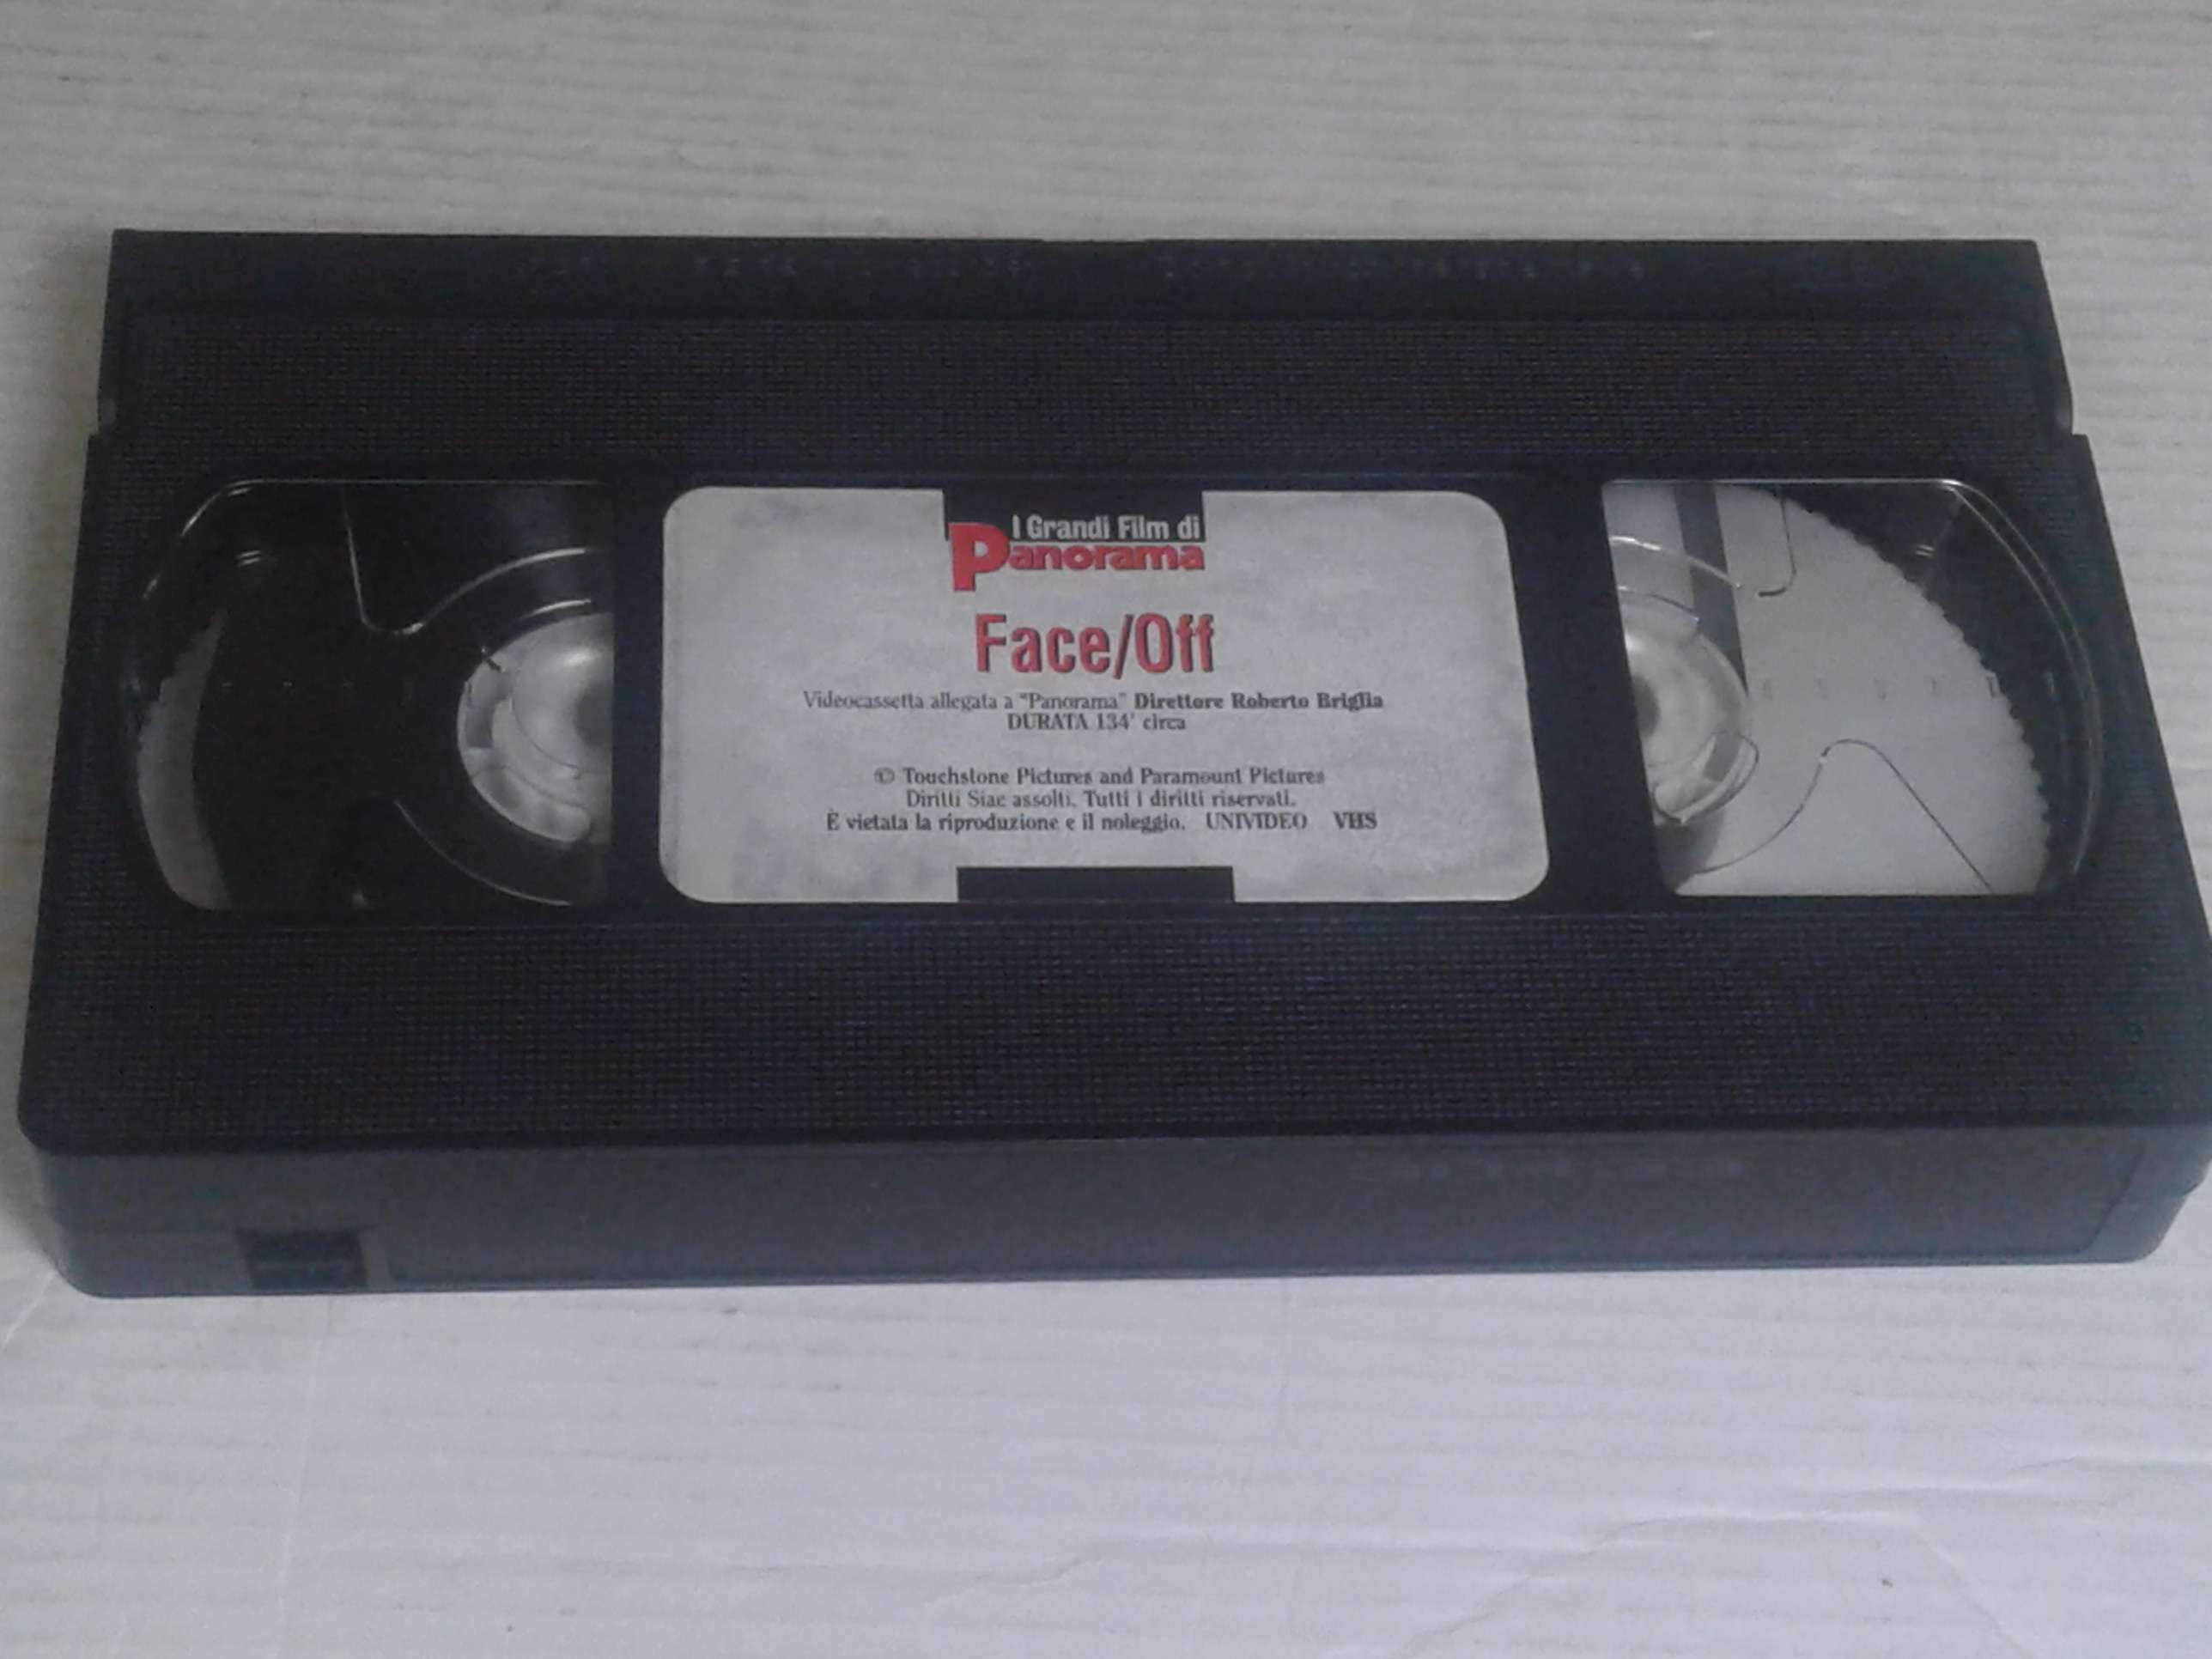 I Grandi Film di
Panorama
Face/Off
Videocassetta allegata a "Panorama" Direttore Roberto Briglia
DURATA 134' circa
© Touchstone Pictures and Paramount Pictures
Diritti Siae assolti. Tutti i diritti riservati.
È vietata la riproduzione e il noleggio. UNIVIDEO VHS